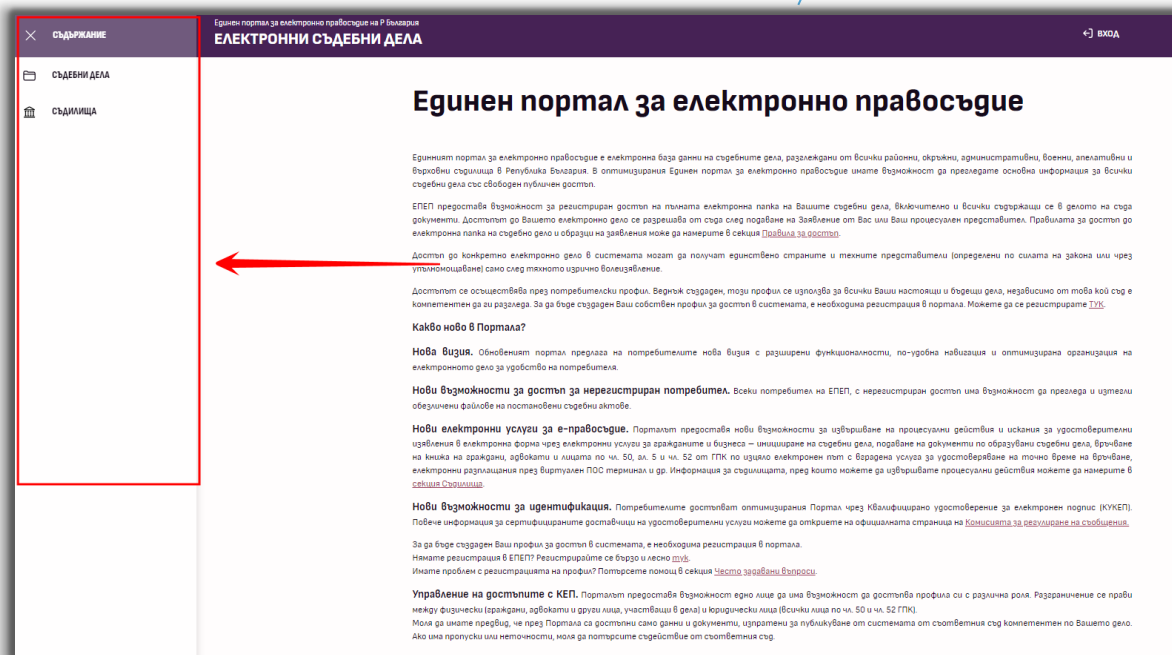 СЪДЪРЖАНИЕ
СЪДЕБНИ ДЕЛА
СЪДИЛИЩА
Единен портал за електронно правосъдие на Р България
ЕЛЕКТРОННИ СЪДЕБНИ ДЕЛА
ВХОД
Единен портал за електронно правосъдие
Единният портал за електронно правосъдие е електронна база данни на съдебните дела, разглеждани от всички районни, окръжни, административни, военни, апелативни и
върховни съдилища в Република България. В оптимизирания Единен портал за електронно правосъдие имате възможност да прегледате основна информация за всички
съдебни дела със свободен публичен достъп.
ЕПЕП предоставя възможност за регистриран достъп на пълната електронна папка на Вашите съдебни дела, включително и всички съдържащи се в делото на съда
документи. Достъпът до Вашето електронно дело се разрешава от съда след подаване на Заявление от Вас или Ваш процесуален представител. Правилата за достъп до
електронна папка на съдебно дело и образци на заявления може да намерите в секция Правила за достъп.
Достъп до конкретно електронно дело в системата могат да получат единствено страните и техните представители (определени по силата на закона или чрез
упълномощаване) само след тяхното изрично волеизявление.
Достъпът се осъществява през потребителски профил. Веднъж създаден, този профил се използва за всички Ваши настоящи и бъдещи дела, независимо от това кой съд е
компетентен да ги разгледа. За да бъде създаден Ваш собствен профил за достъп в системата, е необходима регистрация в портала. Можете да се регистрирате ТУК.
Какво ново в Портала?
Нова визия. Обновеният портал предлага на потребителите нова визия с разширени функционалности, по-удобна навигация и оптимизирана организация на
електронното дело за удобство на потребителя.
Нови възможности за достъп за нерегистриран потребител. Всеки потребител на ЕПЕП, с нерегистриран достъп има възможност да прегледа и изтегли
обезличени файлове на постановени съдебни актове.
Нови електронни услуги за е-правосъдие. Порталът предоставя нови възможности за извършване на процесуални действия и искания за удостоверителни
изявления в електронна форма чрез електронни услуги за гражданите и бизнеса – иницииране на съдебни дела, подаване на документи по образувани съдебни дела, връчване
на книжа на граждани, адвокати и лицата по чл. 50, ал. 5 и чл. 52 от ГПК по изцяло електронен път с вградена услуга за удостоверяване на точно време на връчване,
електронни разплащания през виртуален ПОС терминал и др. Информация за съдилищата, пред които можете да извършвате процесуални действия можете да намерите в
секция Съдилища.
Нови възможности за идентификация. Потребителите достъпват оптимизирания Портал чрез Квалифицирано удостоверение за електронен подпис (КУКЕП).
Повече информация за сертифицираните доставчици на удостоверителни услуги можете да откриете на официалната страница на Комисията за регулиране на съобщения.
За да бъде създаден Ваш профил за достъп в системата, е необходима регистрация в портала.
Нямате регистрация в ЕПЕП? Регистрирайте се бързо и лесно тук.
Имате проблем с регистрацията на профил? Потърсете помощ в секция Често задавани въпроси.
Управление на достъпите с КЕП. Порталът предоставя възможност едно лице да има възможност да достъпва профила си с различна роля. Разграничение се прави
между физически (граждани, адвокати и други лица, участващи в дела) и юридически лица (всички лица по чл. 50 и чл. 52 ГПК).
Моля да имате предвид, че през Портала са достъпни само данни и документи, изпратени за публикуване от системата от съответния съд компетентен по Вашето дело.
Ако има пропуски или неточности, моля да потърсите съдействие от съответния съд.